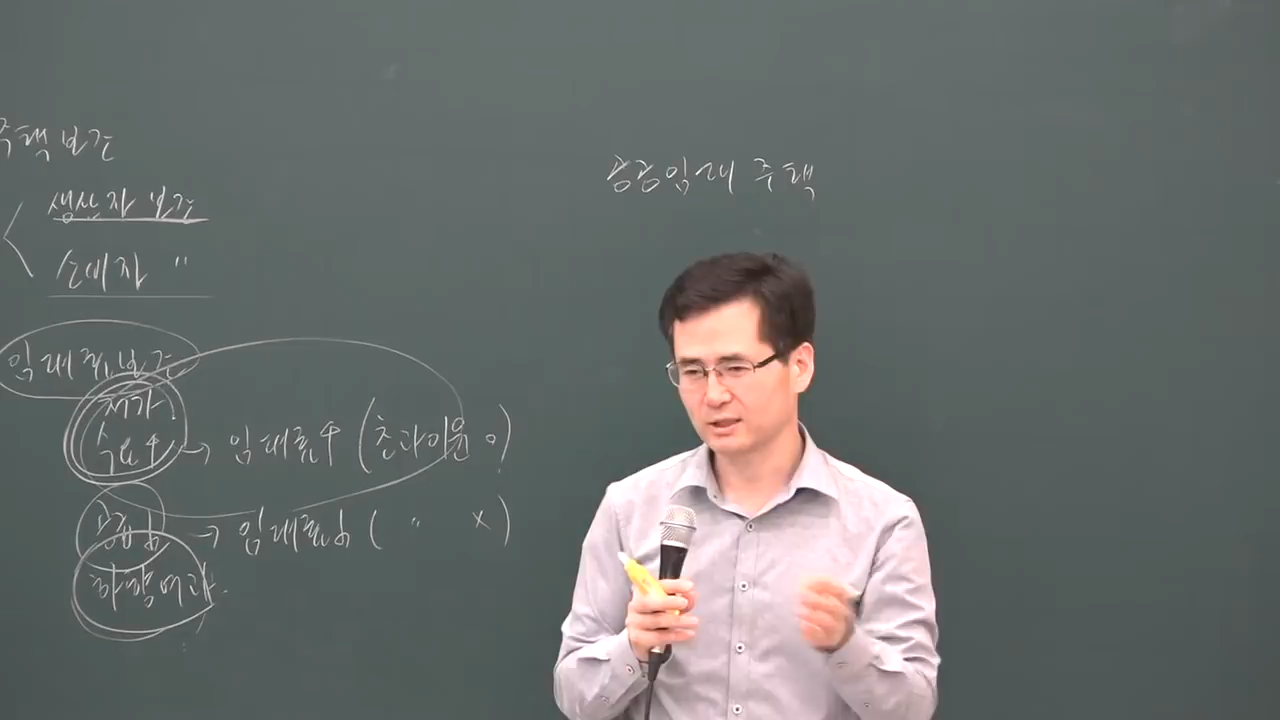 주택 보조
생산자 보조
소비자 "
임대료 보조
저가
수요↑ → 임대료↑ (초과이윤 o)
공급↑ → 임대료↓ ( " x)
하향여과
공공임대 주택